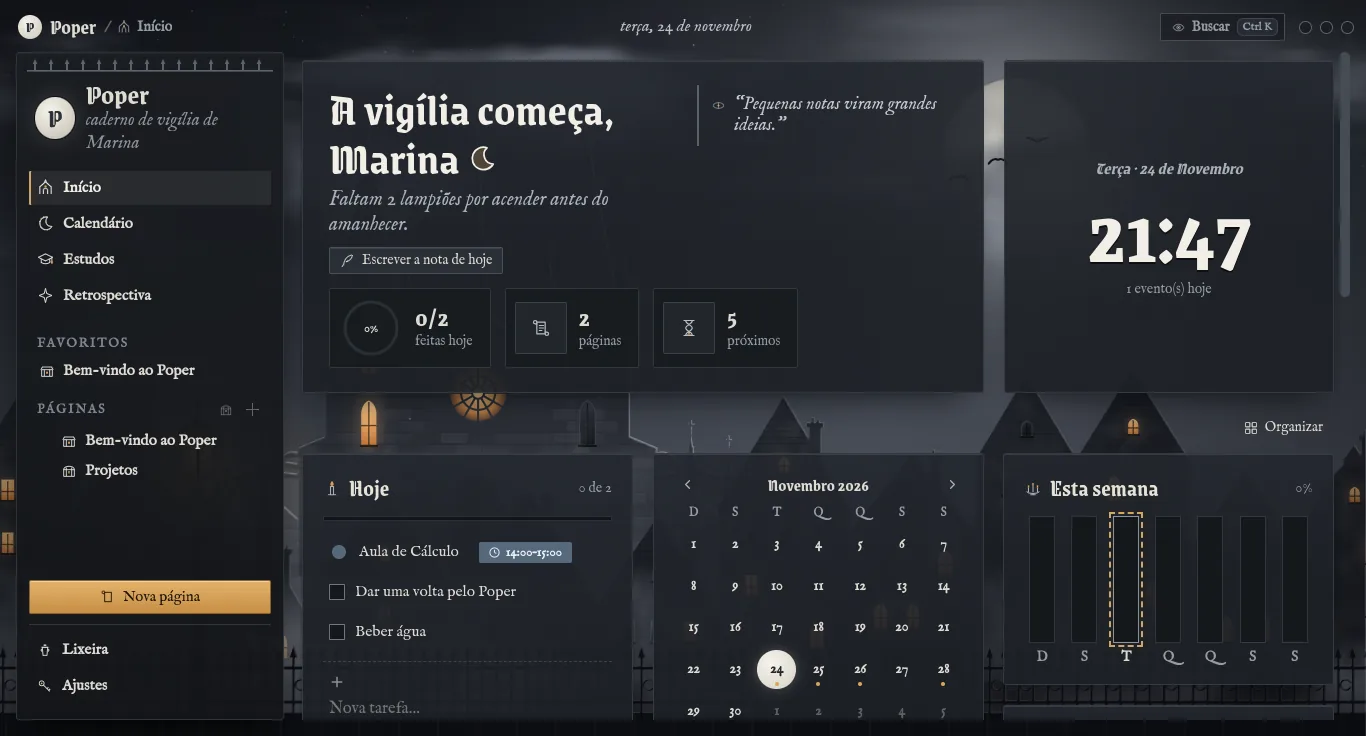 P Poper / Início
terça, 24 de novembro
Buscar Ctrl K
P
Poper
caderno de vigília de
Marina
Início
Calendário
Estudos
Retrospectiva
FAVORITOS
Bem-vindo ao Poper
PÁGINAS
Bem-vindo ao Poper
Projetos
Nova página
Lixeira
Ajustes
A vigília começa,
Marina
Faltam 2 lampiões por acender antes do
amanhecer.
Escrever a nota de hoje
“Pequenas notas viram grandes
ideias.”
0%
0/2
feitas hoje
2
páginas
5
próximos
Terça · 24 de Novembro
21:47
1 evento(s) hoje
Organizar
Hoje
0 de 2
Aula de Cálculo 14:00-15:00
Dar uma volta pelo Poper
Beber água
+
Nova tarefa...
Novembro 2026
D S T Q Q S S
1 2 3 4 5 6 7
8 9 10 11 12 13 14
15 16 17 18 19 20 21
22 23 24 25 26 27 28
29 30 1 2 3 4 5
Esta semana
0%
D S T Q Q S S